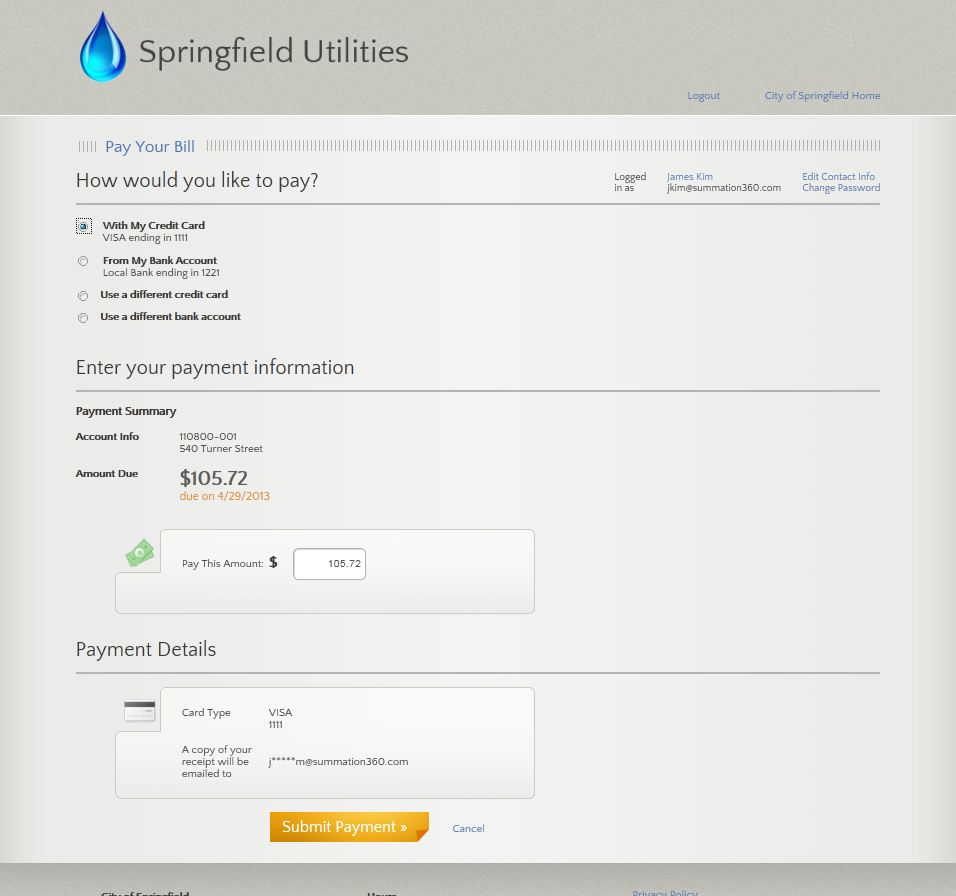 Springfield Utilities
Logout City of Springfield Home
Pay Your Bill
How would you like to pay?
Logged in as
James Kim
jkim@summation360.com
Edit Contact Info
Change Password
With My Credit Card
VISA ending in 1111
From My Bank Account
Local Bank ending in 1221
Use a different credit card
Use a different bank account
Enter your payment information
Payment Summary
Account Info 110800-001
540 Turner Street
Amount Due $105.72
due on 4/29/2013
Pay This Amount: $ 105.72
Payment Details
Card Type VISA
1111
A copy of your
receipt will be
emailed to
j*****m@summation360.com
Submit Payment »
Cancel
City of Springfield Hours Privacy Policy